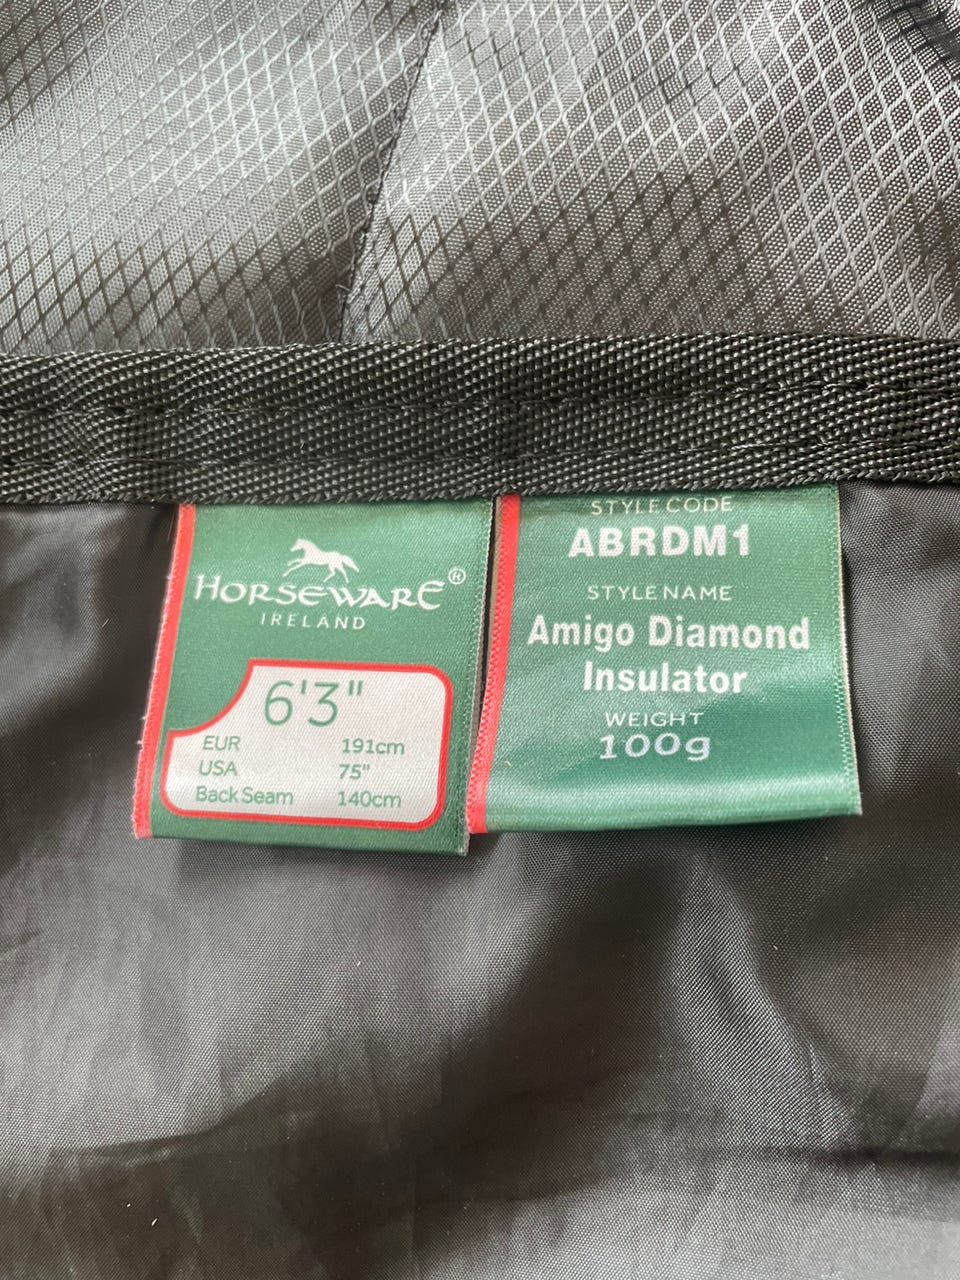 HORSEWARE®
IRELAND
6'3"
EUR 191cm
USA 75"
Back Seam 140cm
STYLE CODE
ABRDM1
STYLE NAME
Amigo Diamond
Insulator
WEIGHT
100g